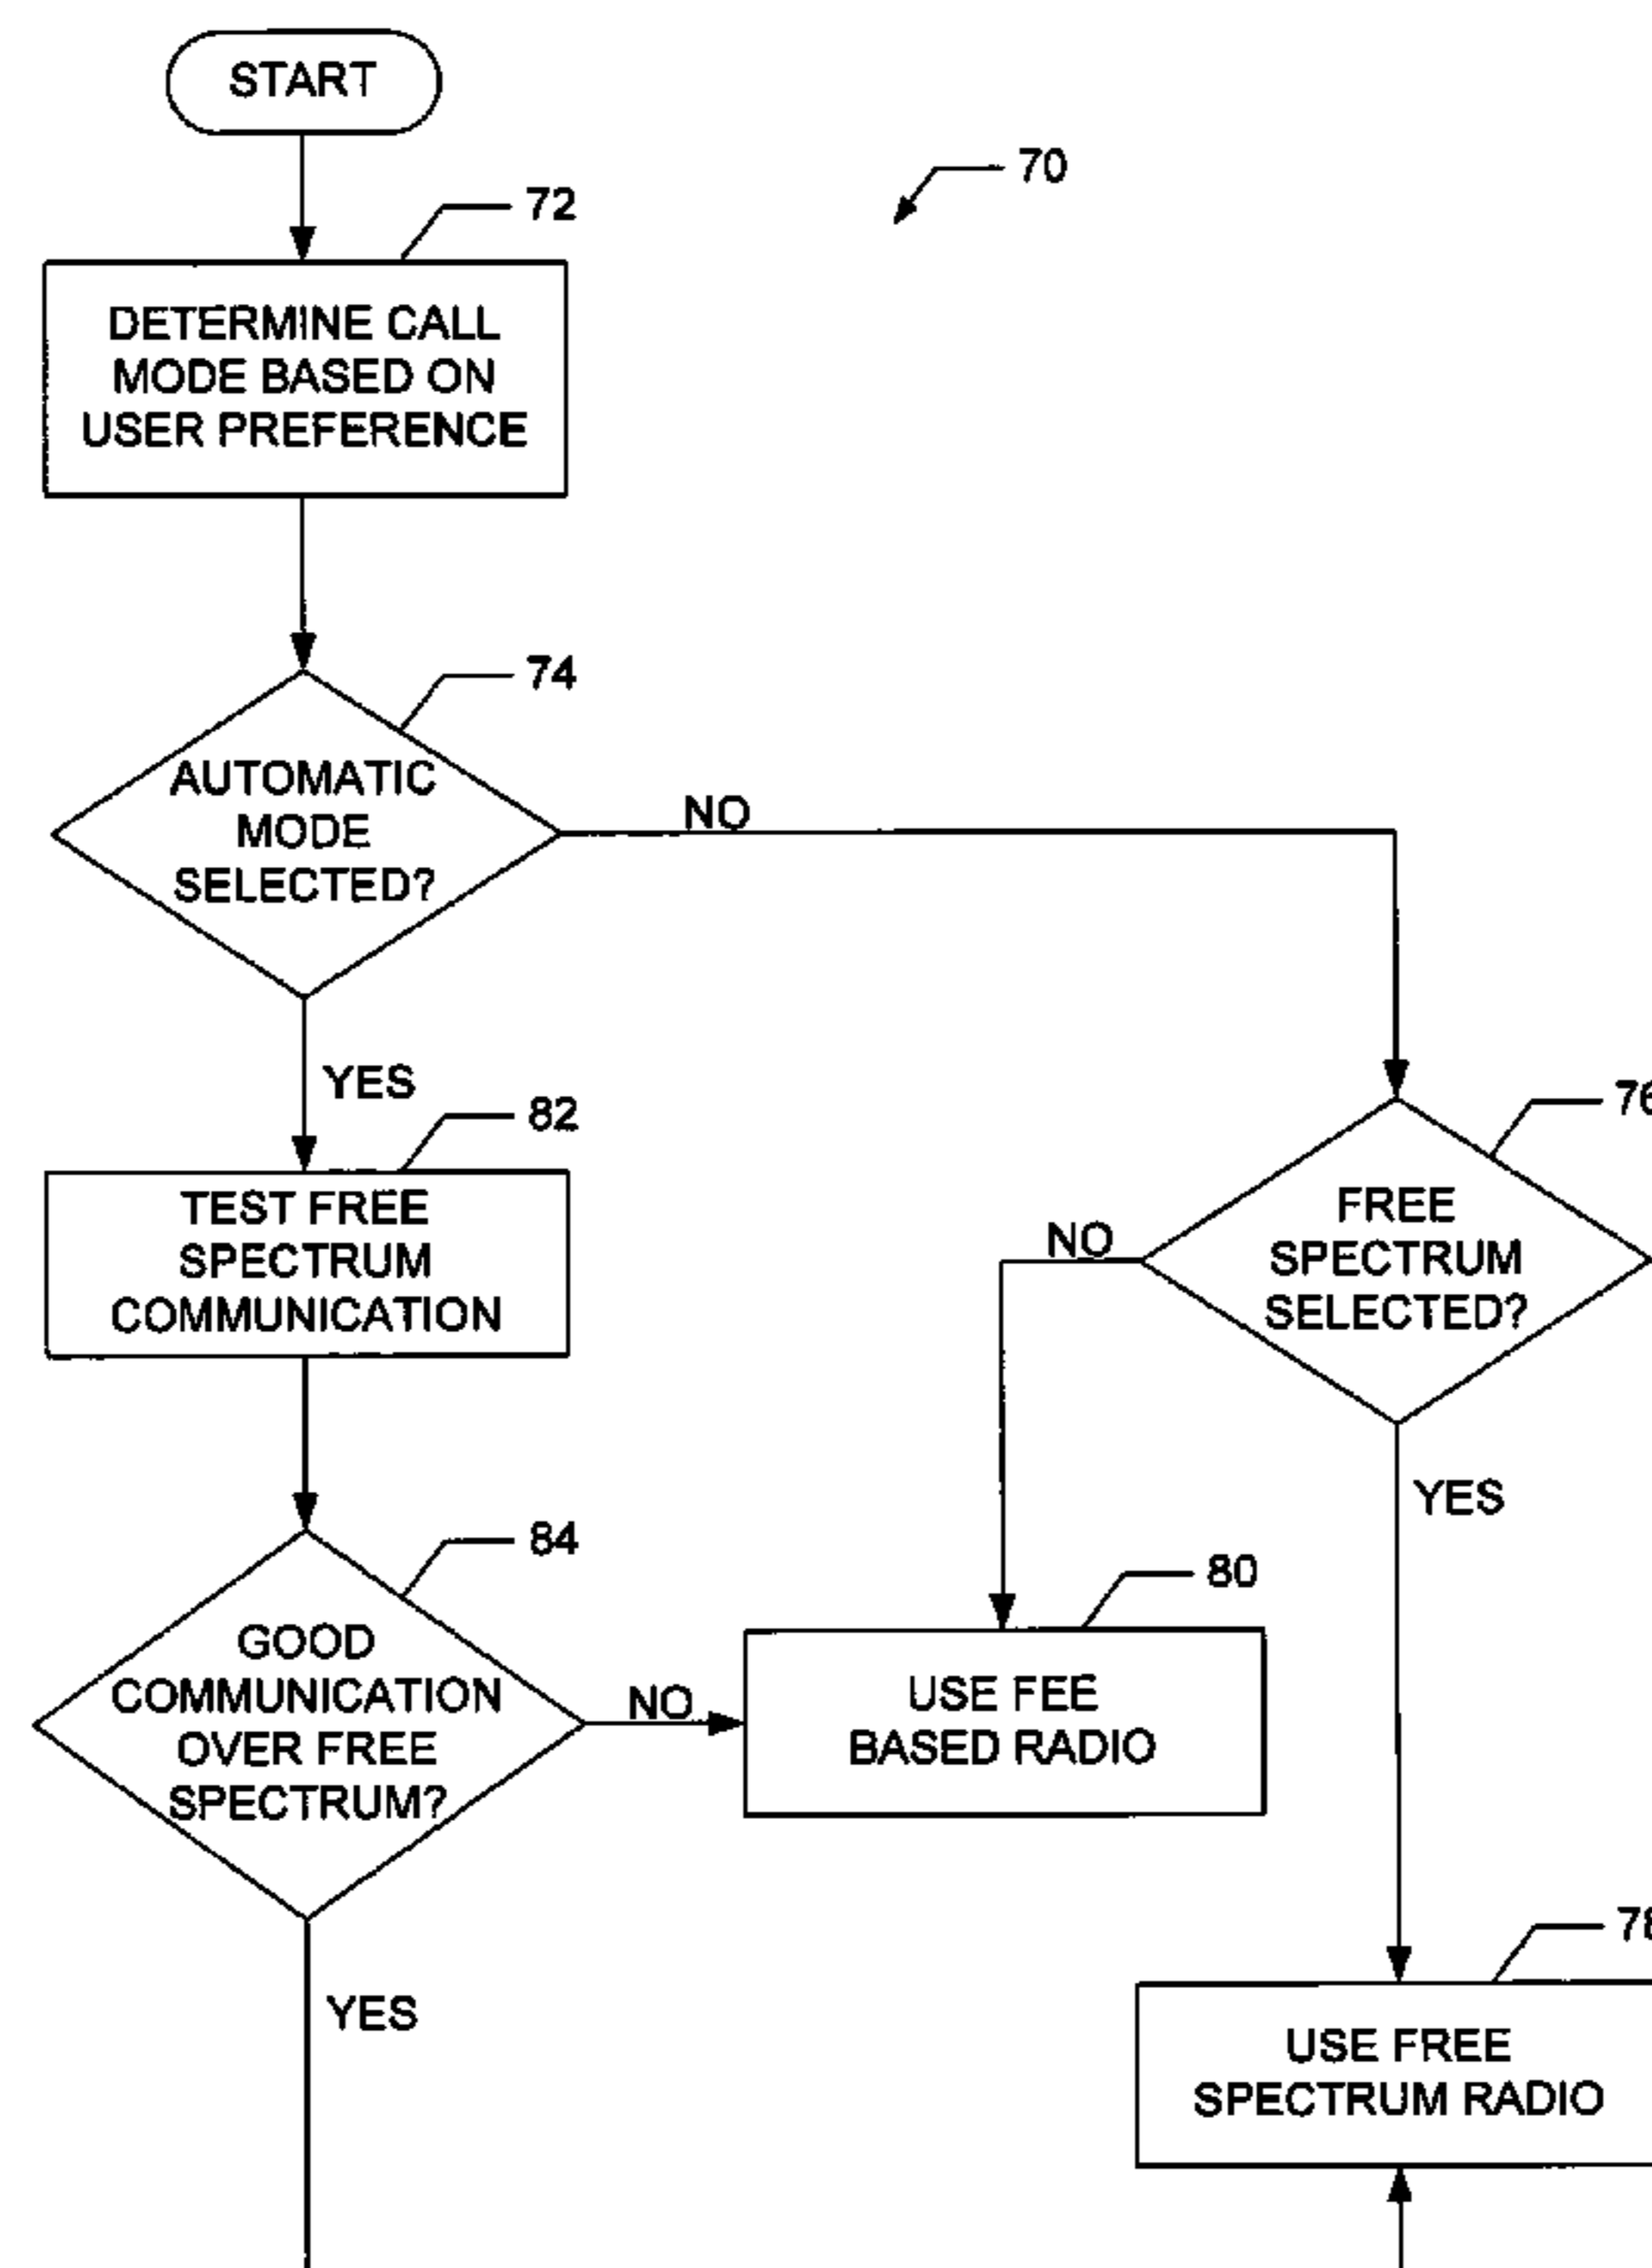 START
70
72
DETERMINE CALL
MODE BASED ON
USER PREFERENCE
74
AUTOMATIC
MODE
SELECTED?
NO
YES
82
TEST FREE
SPECTRUM
COMMUNICATION
76
FREE
SPECTRUM
SELECTED?
NO
YES
84
GOOD
COMMUNICATION
OVER FREE
SPECTRUM?
NO
80
USE FEE
BASED RADIO
YES
78
USE FREE
SPECTRUM RADIO